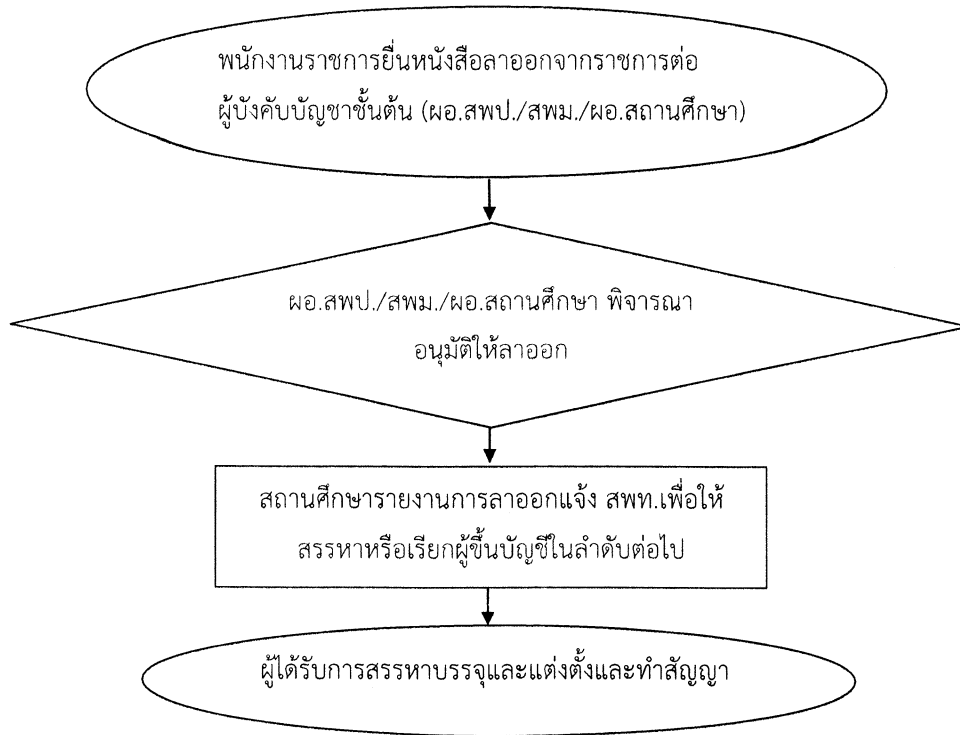 พนักงานราชการยื่นหนังสือลาออกจากราชการต่อ
ผู้บังคับบัญชาชั้นต้น (ผอ.สพป./สพม./ผอ.สถานศึกษา)
ผอ.สพป./สพม./ผอ.สถานศึกษา พิจารณา
อนุมัติให้ลาออก
สถานศึกษารายงานการลาออกแจ้ง สพท.เพื่อให้
สรรหาหรือเรียกผู้ขึ้นบัญชีในลำดับต่อไป
ผู้ได้รับการสรรหาบรรจุและแต่งตั้งและทำสัญญา